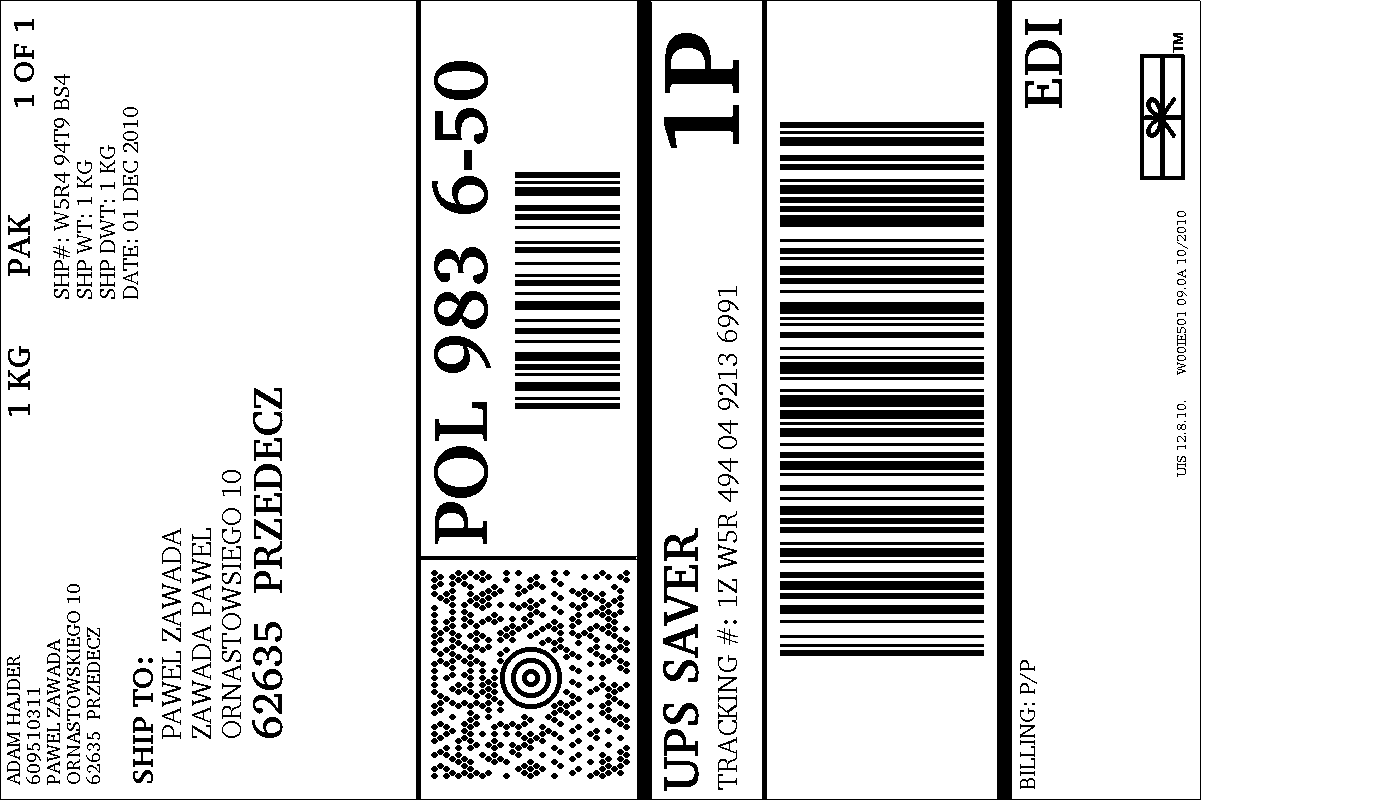 ADAM HAJDER
609510311
PAWEL ZAWADA
ORNASTOWSKIEGO 10
62635 PRZEDECZ
1 KG PAK 1 OF 1
SHP#: W5R4 94T9 BS4
SHP WT: 1 KG
SHP DWT: 1 KG
DATE: 01 DEC 2010
SHIP TO:
PAWEL ZAWADA
ZAWADA PAWEL
ORNASTOWSIEGO 10
62635 PRZEDECZ
POL 983 6-50
UPS SAVER
1P
TRACKING #: 1Z W5R 494 04 9213 6991
BILLING: P/P
EDI
TM
UIS 12.8.10. W00IE501 09.0A 10/2010